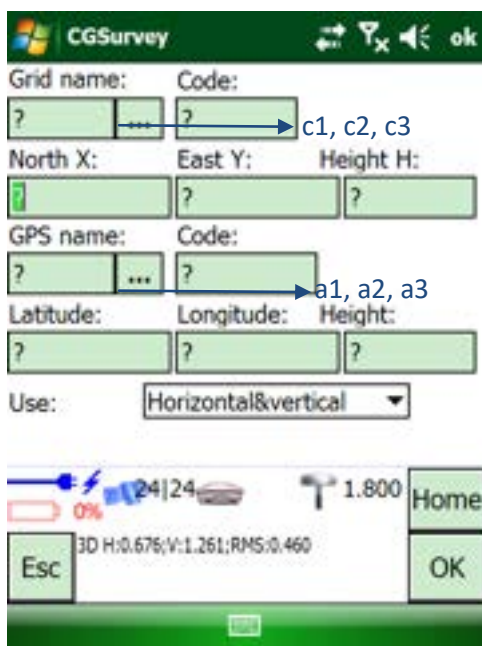 CGSurvey ok
Grid name: Code:
? ... ?
c1, c2, c3
North X: East Y: Height H:
? ? ?
GPS name: Code:
? ... ?
a1, a2, a3
Latitude: Longitude: Height:
? ? ?
Use: Horizontal&vertical
24|24 1.800 Home
0%
3D H:0.676;V:1.261;RMS:0.460
Esc OK